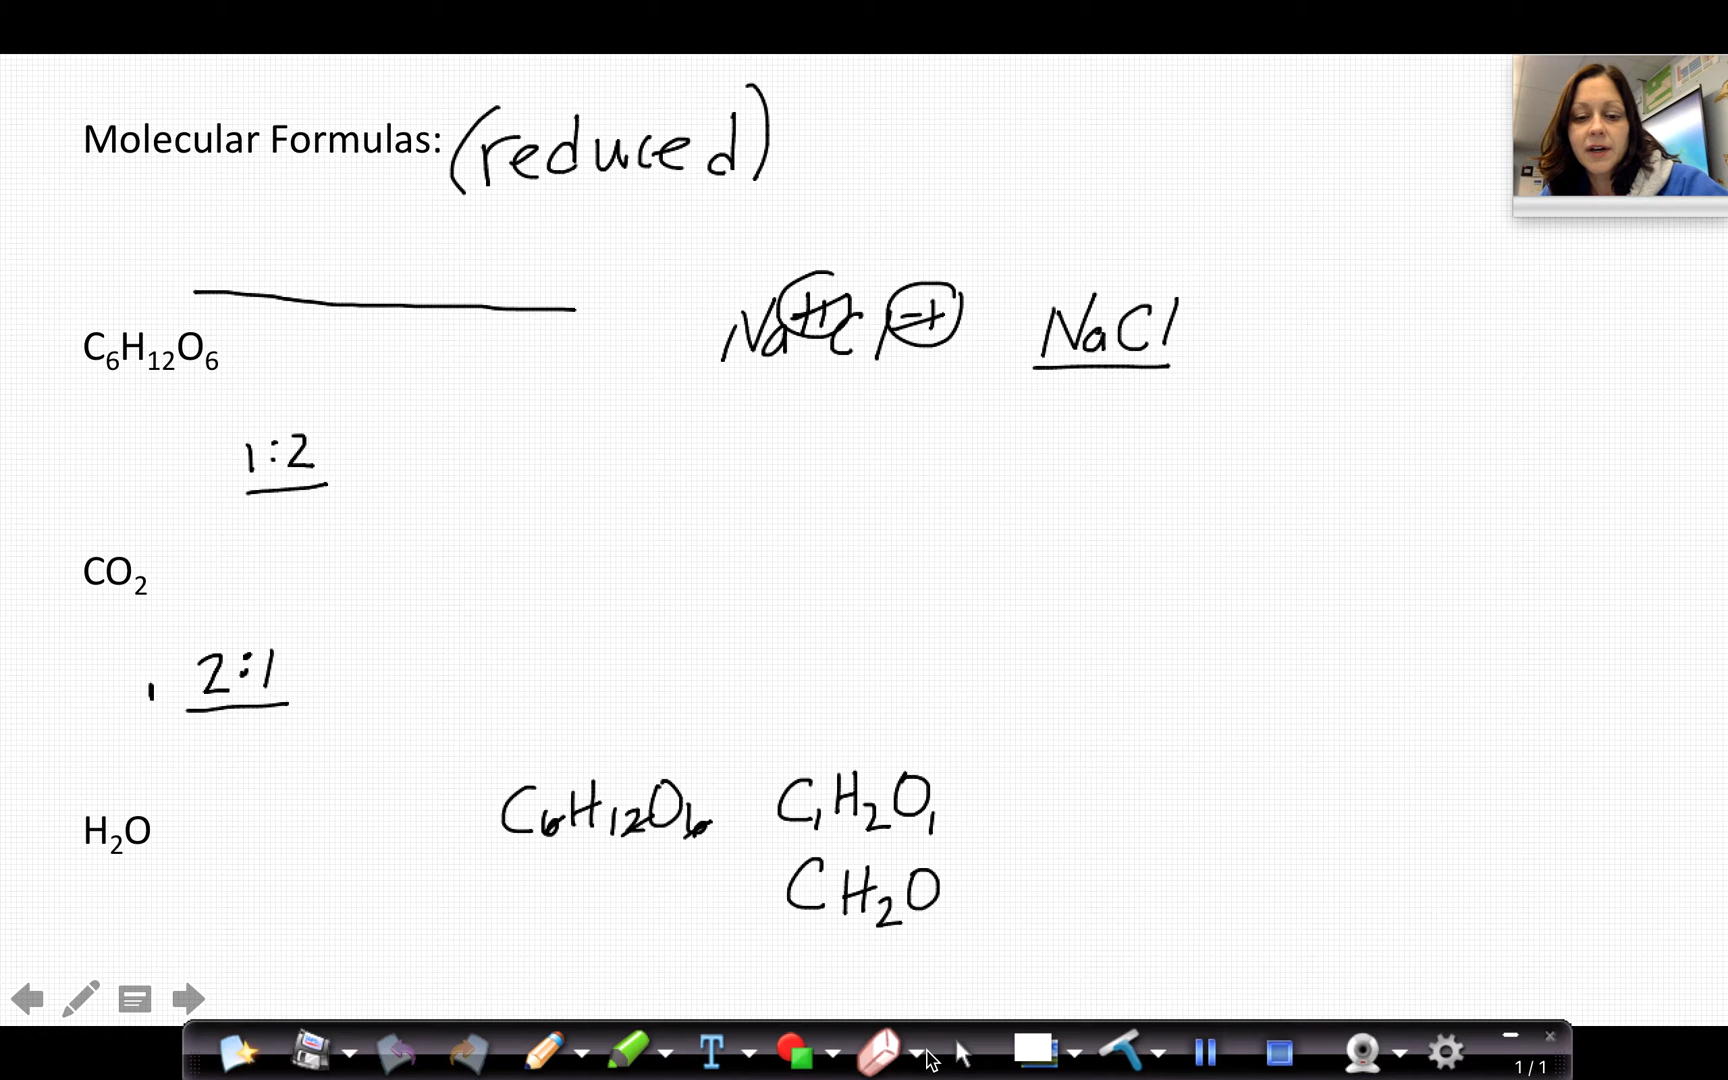 Molecular Formulas: (reduced)
Na⁺¹ Cl⁻¹ NaCl
C₆H₁₂O₆
1:2
CO₂
2:1
C₆H₁₂O₆ C₁H₂O₁
H₂O
CH₂O
T
1/1